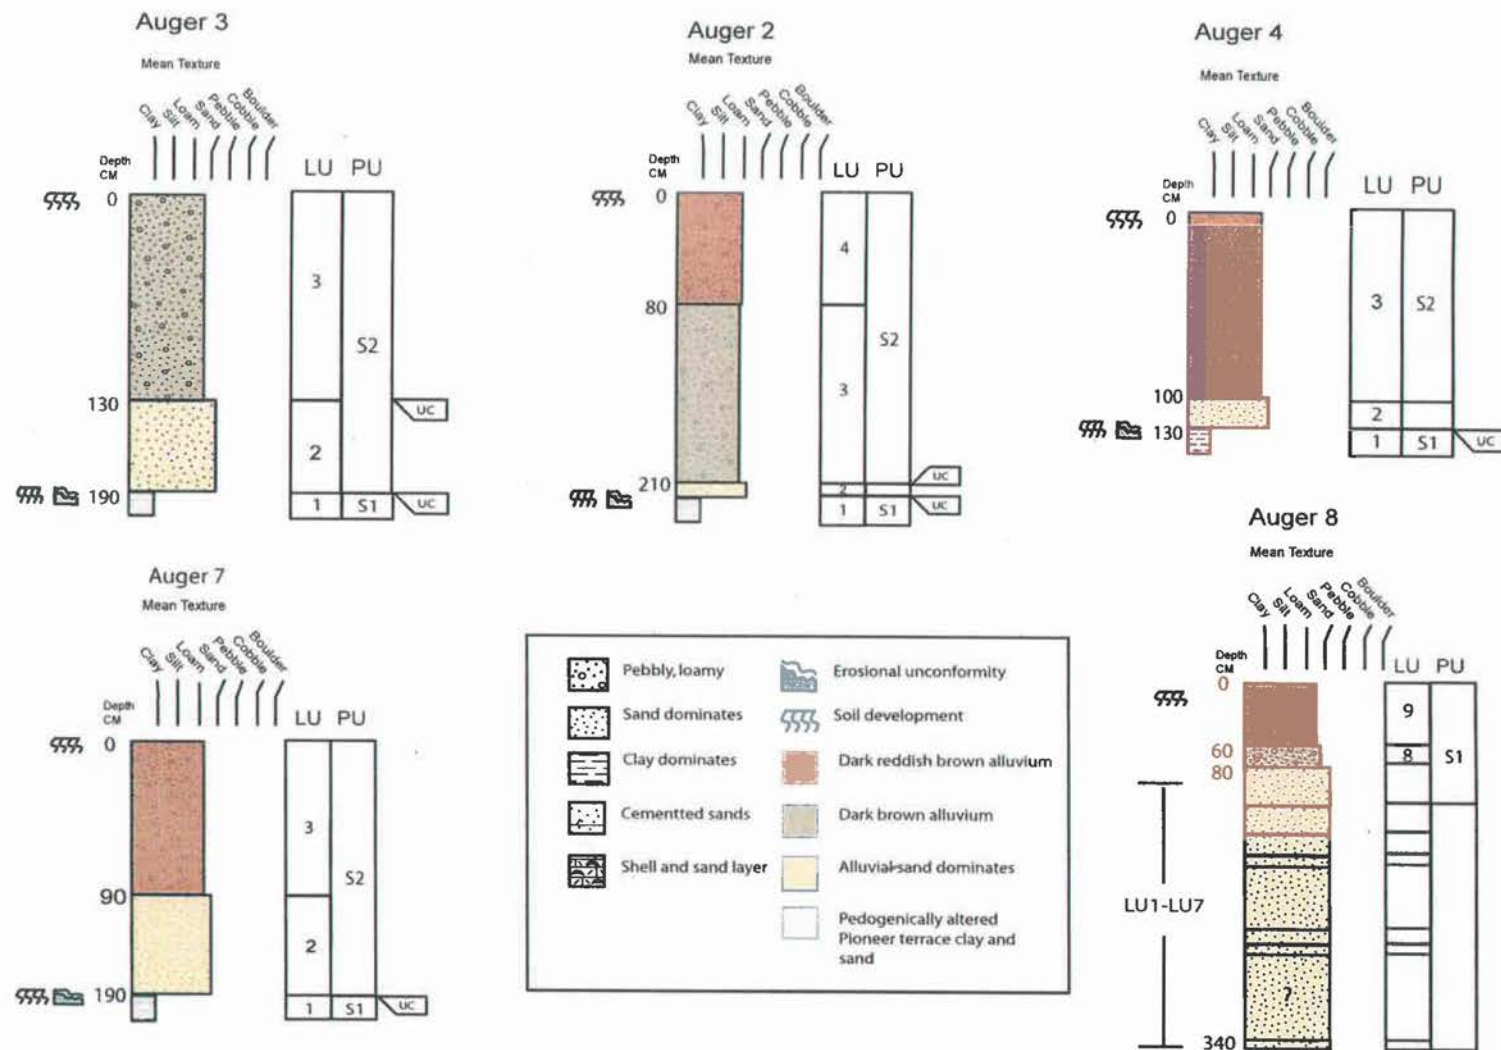 Auger 3
Mean Texture
Clay
Silt
Loam
Sand
Pebble
Cobble
Boulder
Depth
CM
LU PU
0
3
S2
130
UC
2
190
1
S1
UC
Auger 2
Mean Texture
Clay
Silt
Loam
Sand
Pebble
Cobble
Boulder
Depth
CM
LU PU
0
4
80
S2
3
210
UC
2
UC
1
S1
Auger 4
Mean Texture
Clay
Silt
Loam
Sand
Pebble
Cobble
Boulder
Depth
CM
LU PU
0
3
S2
100
2
130
1
S1
UC
Auger 7
Mean Texture
Clay
Silt
Loam
Sand
Pebble
Cobble
Boulder
Depth
CM
LU PU
0
3
S2
90
2
190
1
S1
UC
Pebbly, loamy
Sand dominates
Clay dominates
Cementted sands
Shell and sand layer
Erosional unconformity
Soil development
Dark reddish brown alluvium
Dark brown alluvium
Alluvial-sand dominates
Pedogenically altered
Pioneer terrace clay and
sand
Auger 8
Mean Texture
Clay
Silt
Loam
Sand
Pebble
Cobble
Boulder
Depth
CM
LU PU
0
9
60
8
S1
80
LU1-LU7
?
340